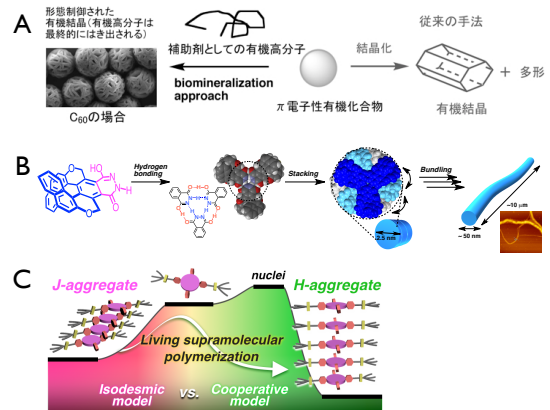 A
形態制御された
有機結晶（有機高分子は
最終的にはき出される）
補助剤としての有機高分子
従来の手法
結晶化
biomineralization
approach
+ 多形
C60の場合
π電子性有機化合物
有機結晶
B
Hydrogen
bonding
Stacking
Bundling
HO
O
N
N-H
O
2.5 nm
~10 μm
~ 50 nm
C
J-aggregate
nuclei
H-aggregate
Living supramolecular
polymerization
Isodesmic
model
vs.
Cooperative
model